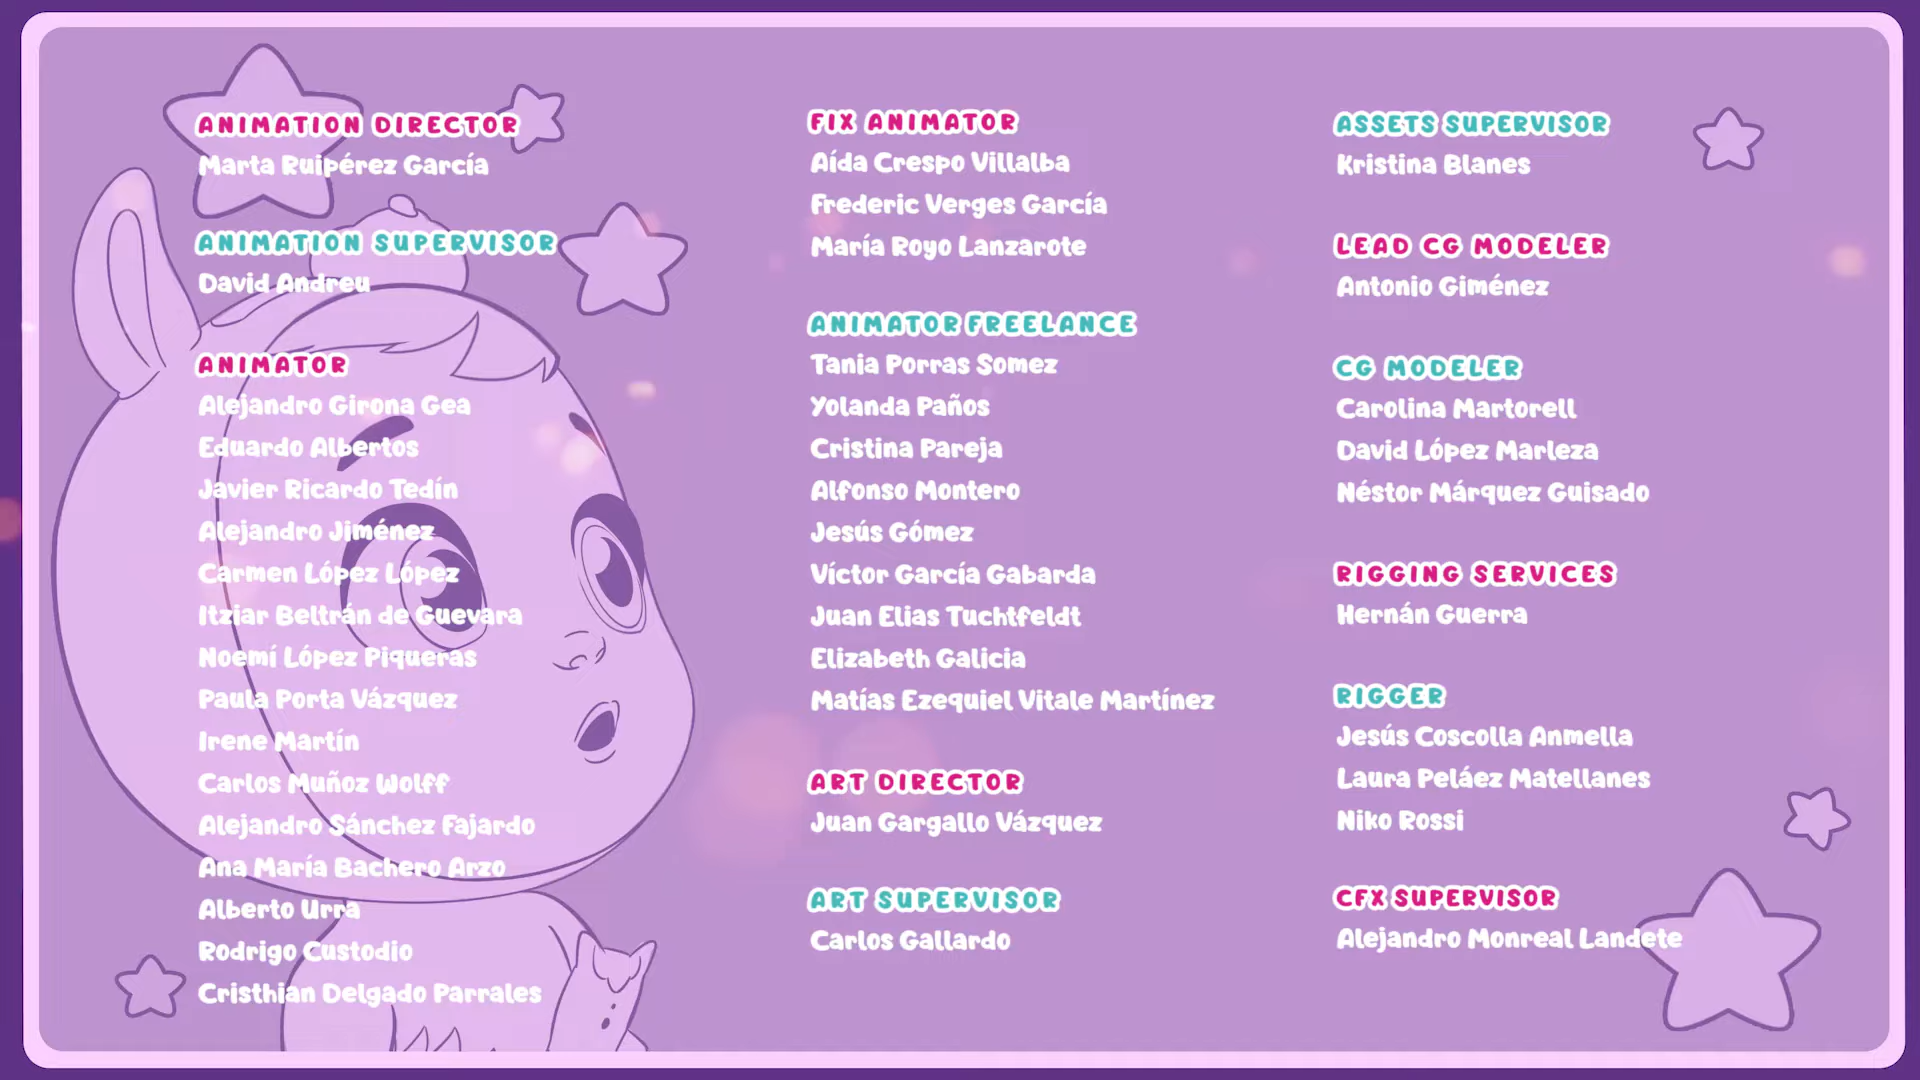 ANIMATION DIRECTOR
Marta Ruipérez García
ANIMATION SUPERVISOR
David Andreu
ANIMATOR
Alejandro Girona Gea
Eduardo Albertos
Javier Ricardo Tedín
Alejandro Jiménez
Carmen López López
Itziar Beltrán de Guevara
Noemí López Piqueras
Paula Porta Vázquez
Irene Martín
Carlos Muñoz Wolff
Alejandro Sánchez Fajardo
Ana María Bachero Arzo
Alberto Urra
Rodrigo Custodio
Cristhian Delgado Parrales
FIX ANIMATOR
Aída Crespo Villalba
Frederic Verges García
María Royo Lanzarote
ANIMATOR FREELANCE
Tania Porras Somez
Yolanda Paños
Cristina Pareja
Alfonso Montero
Jesús Gómez
Víctor García Gabarda
Juan Elias Tuchtfeldt
Elizabeth Galicia
Matías Ezequiel Vitale Martínez
ART DIRECTOR
Juan Gargallo Vázquez
ART SUPERVISOR
Carlos Gallardo
ASSETS SUPERVISOR
Kristina Blanes
LEAD CG MODELER
Antonio Giménez
CG MODELER
Carolina Martorell
David López Marleza
Néstor Márquez Guisado
RIGGING SERVICES
Hernán Guerra
RIGGER
Jesús Coscolla Anmella
Laura Peláez Matellanes
Niko Rossi
CFX SUPERVISOR
Alejandro Monreal Landete